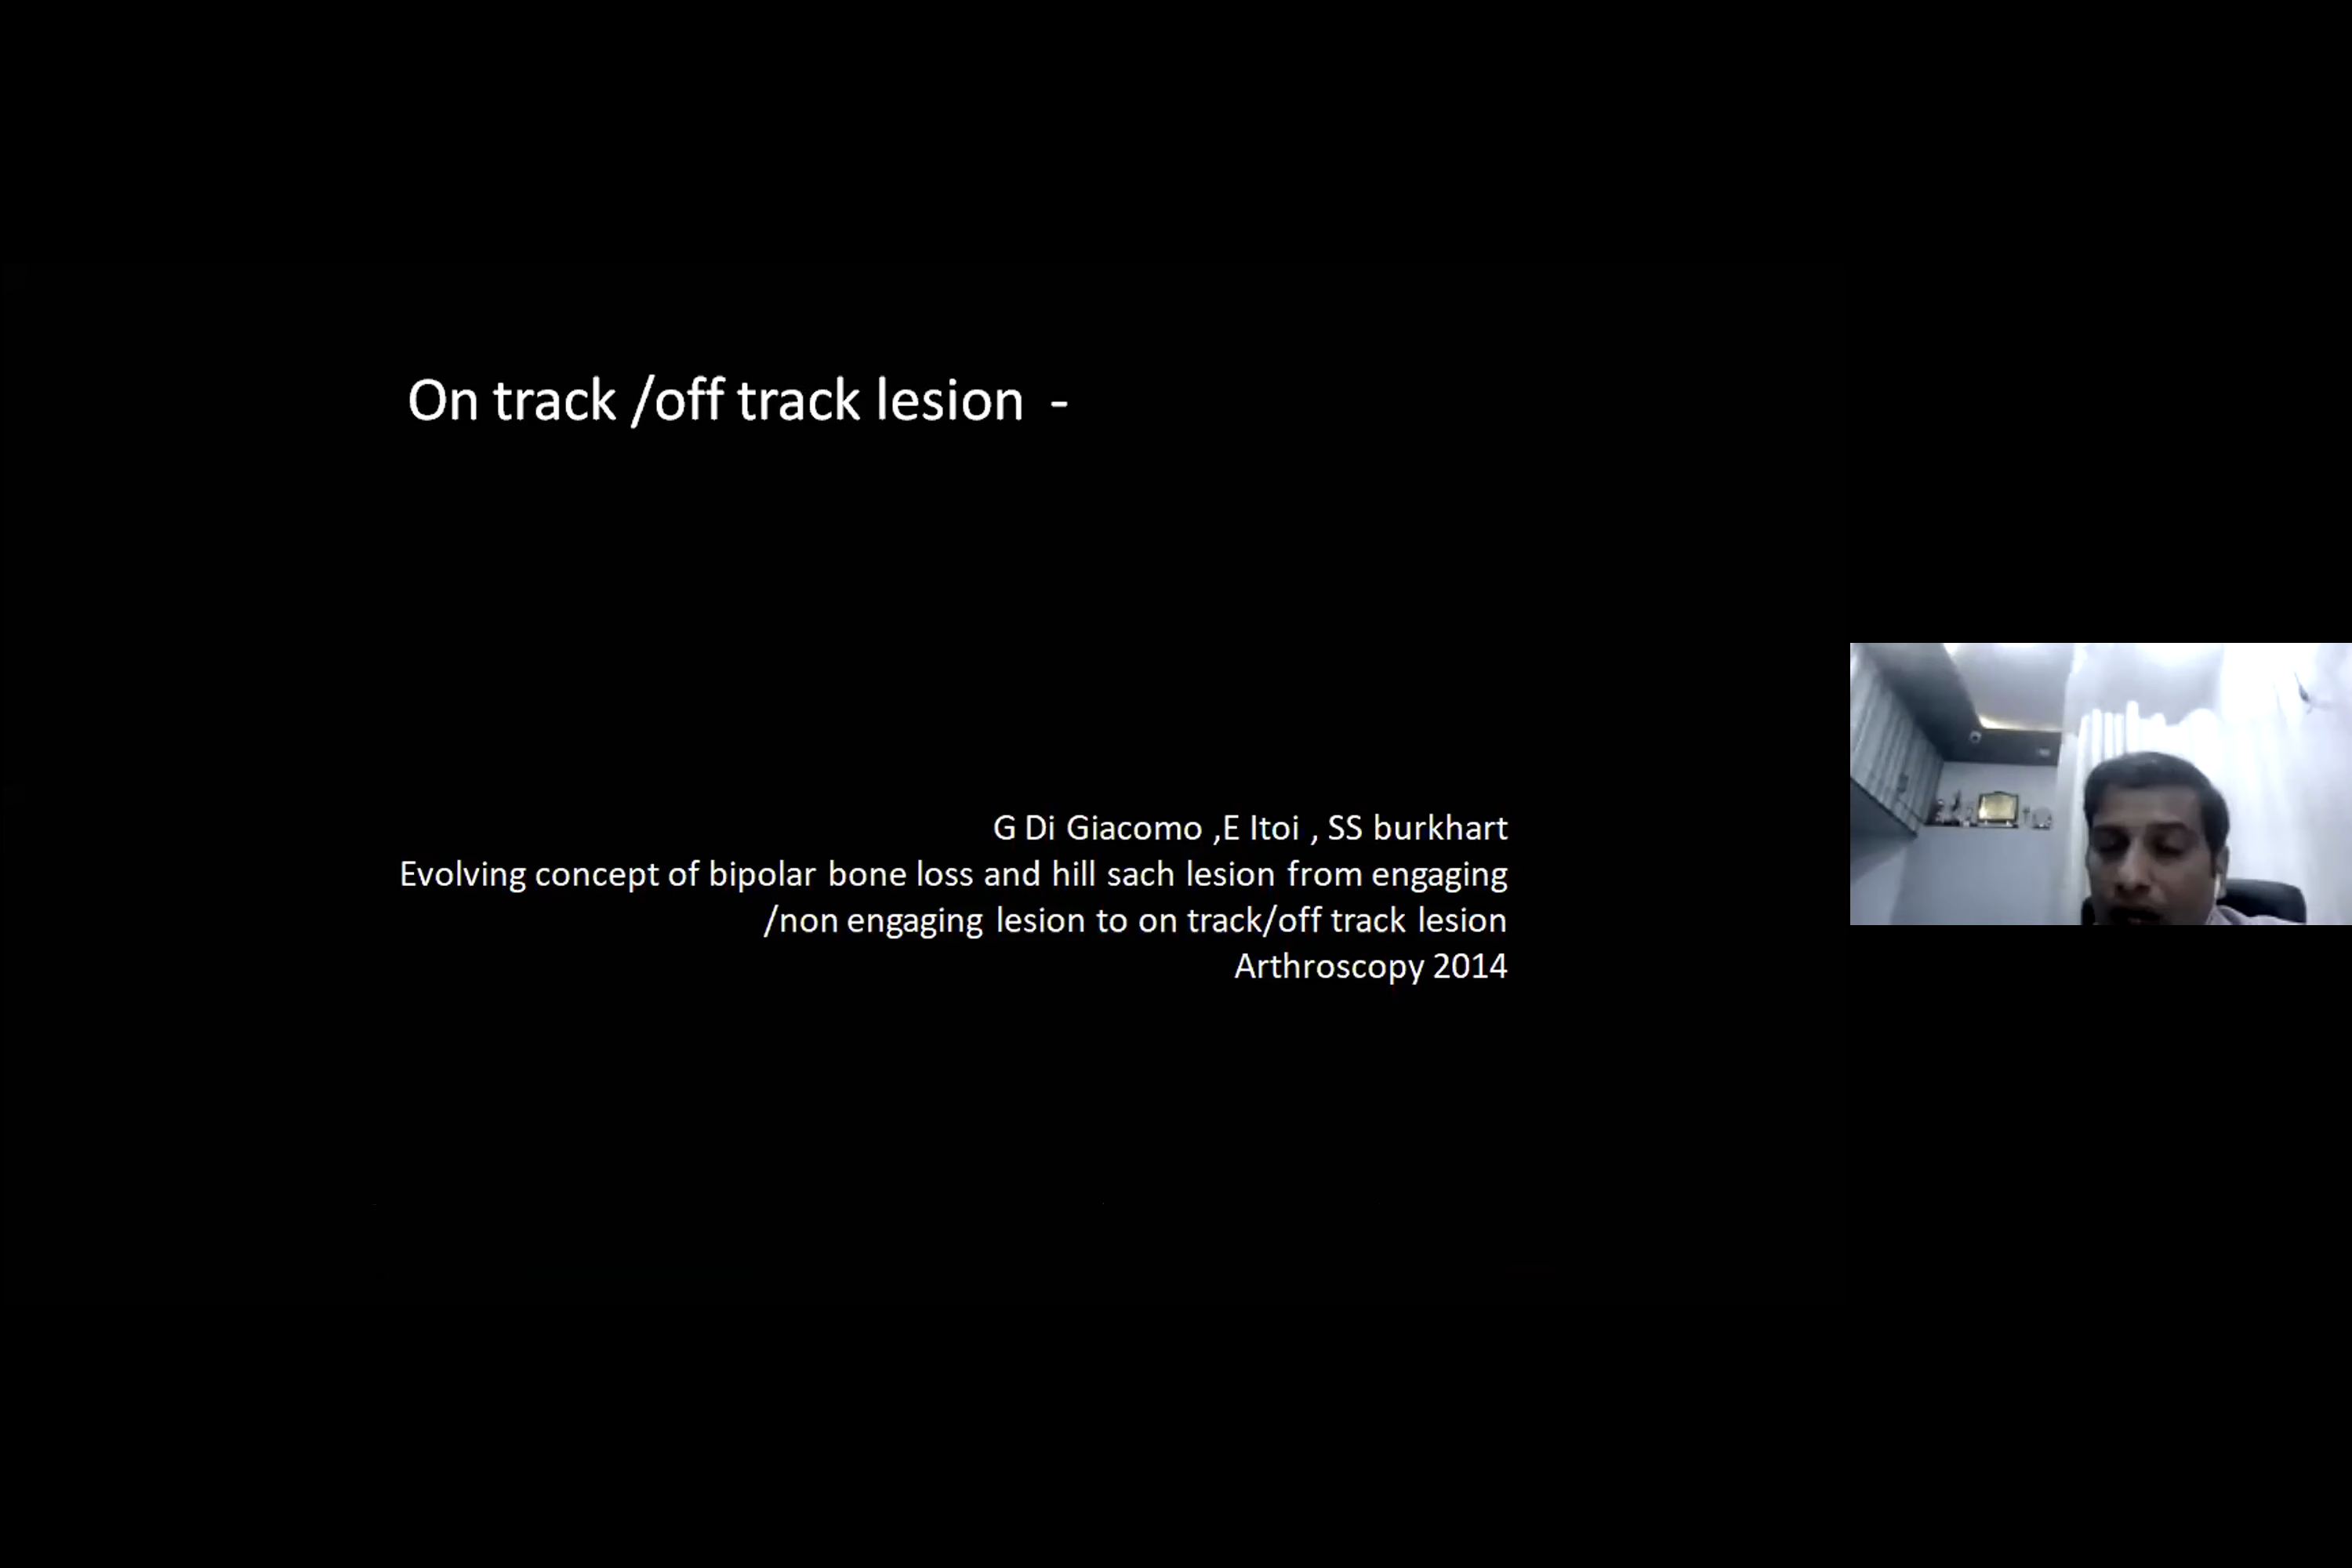 On track /off track lesion -
G Di Giacomo ,E Itoi , SS burkhart
Evolving concept of bipolar bone loss and hill sach lesion from engaging
/non engaging lesion to on track/off track lesion
Arthroscopy 2014